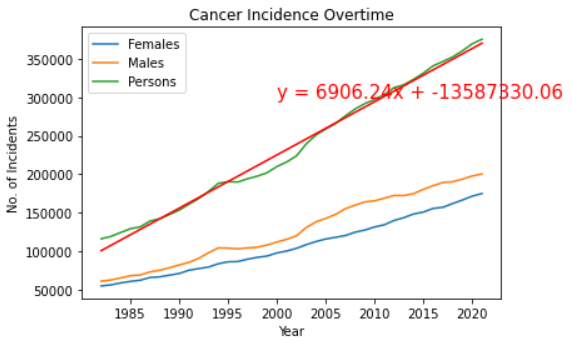 Cancer Incidence Overtime
Females
Males
Persons
y = 6906.24x + -13587330.06
350000
300000
250000
200000
150000
100000
50000
No. of Incidents
1985 1990 1995 2000 2005 2010 2015 2020
Year